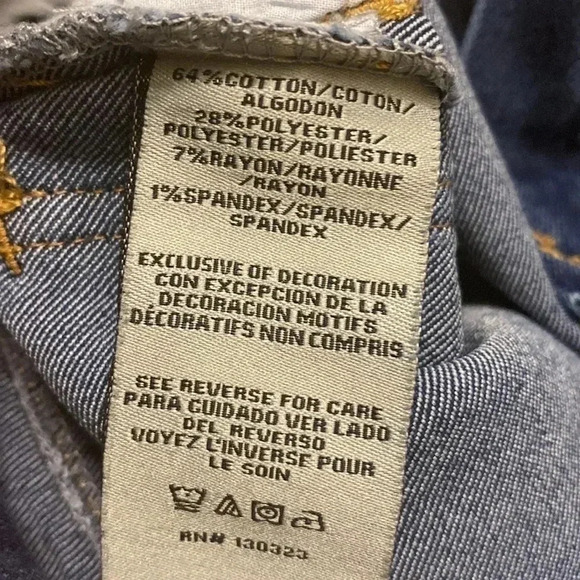 64%COTTON/COTON/
ALGODON
28%POLYESTER/
POLYESTER/POLIESTER
7%RAYON/RAYONNE
/RAYON
1%SPANDEX/SPANDEX/
SPANDEX
EXCLUSIVE OF DECORATION
CON EXCEPCION DE LA
DECORACION MOTIFS
DÉCORATIFS NON COMPRIS
SEE REVERSE FOR CARE
PARA CUIDADO VER LADO
DEL REVERSO
VOYEZ L'INVERSE POUR
LE SOIN
RN# 130323